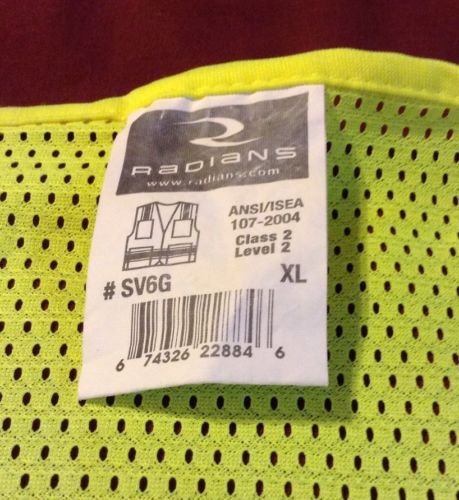 RADIANS
www.radians.com
ANSI/ISEA
107-2004
Class 2
Level 2
# SV6G
XL
6 74326 22884 6